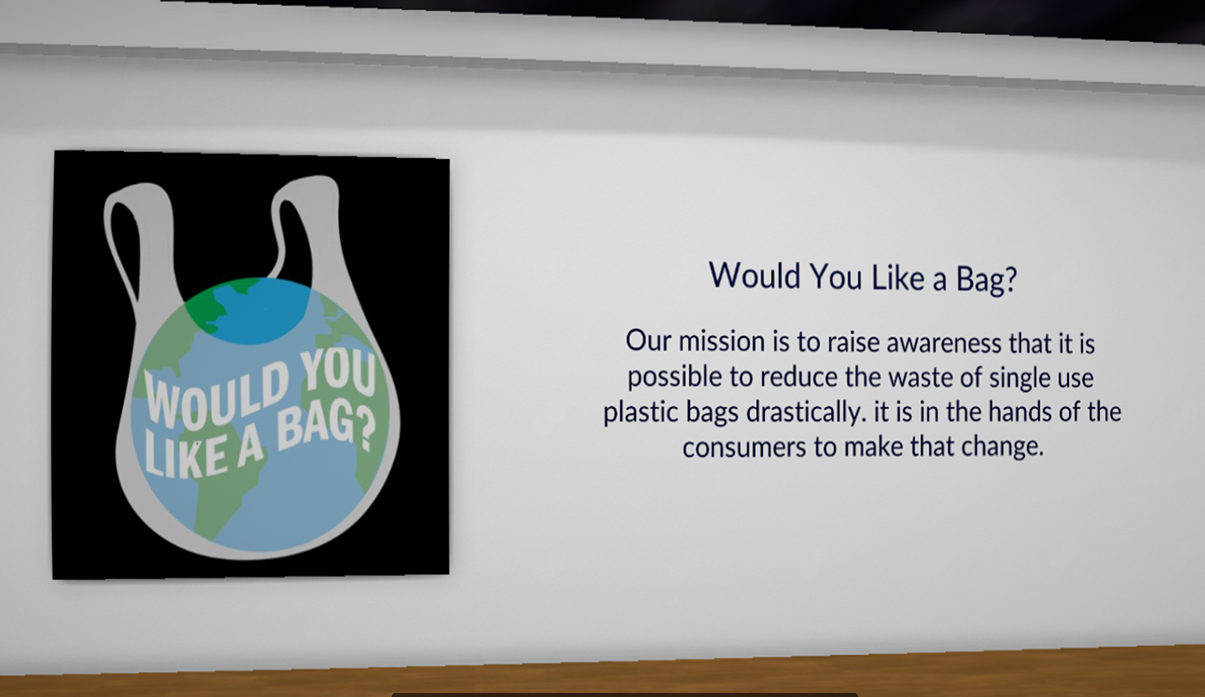 WOULD YOU
LIKE A BAG?
Would You Like a Bag?
Our mission is to raise awareness that it is
possible to reduce the waste of single use
plastic bags drastically. it is in the hands of the
consumers to make that change.